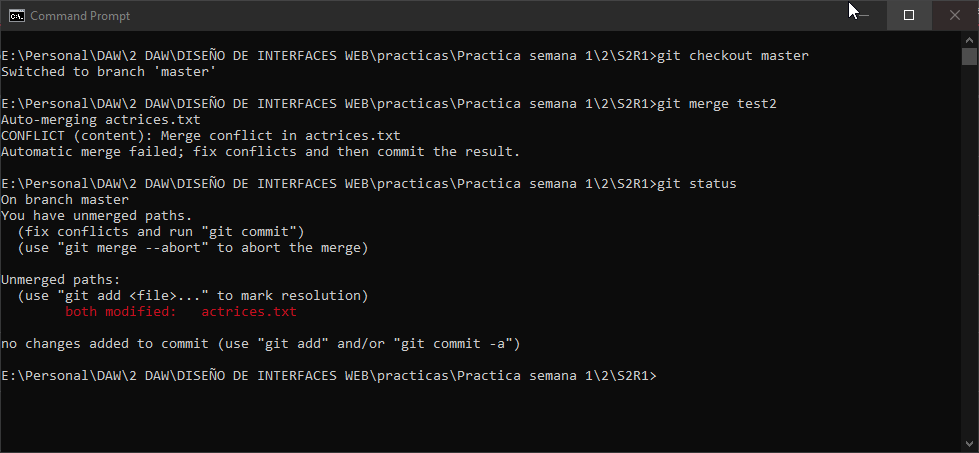 Command Prompt
E:\Personal\DAW\2 DAW\DISEÑO DE INTERFACES WEB\practicas\Practica semana 1\2\S2R1>git checkout master
Switched to branch 'master'
E:\Personal\DAW\2 DAW\DISEÑO DE INTERFACES WEB\practicas\Practica semana 1\2\S2R1>git merge test2
Auto-merging actrices.txt
CONFLICT (content): Merge conflict in actrices.txt
Automatic merge failed; fix conflicts and then commit the result.
E:\Personal\DAW\2 DAW\DISEÑO DE INTERFACES WEB\practicas\Practica semana 1\2\S2R1>git status
On branch master
You have unmerged paths.
  (fix conflicts and run "git commit")
  (use "git merge --abort" to abort the merge)
Unmerged paths:
  (use "git add <file>..." to mark resolution)
        both modified:   actrices.txt
no changes added to commit (use "git add" and/or "git commit -a")
E:\Personal\DAW\2 DAW\DISEÑO DE INTERFACES WEB\practicas\Practica semana 1\2\S2R1>